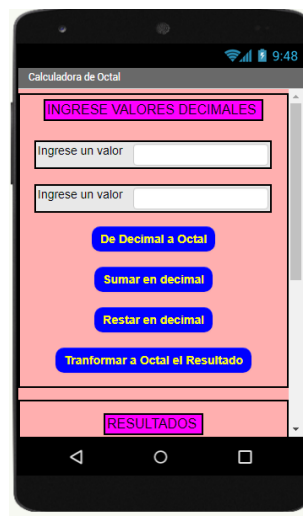 9:48
Calculadora de Octal
INGRESE VALORES DECIMALES
Ingrese un valor
Ingrese un valor
De Decimal a Octal
Sumar en decimal
Restar en decimal
Tranformar a Octal el Resultado
RESULTADOS